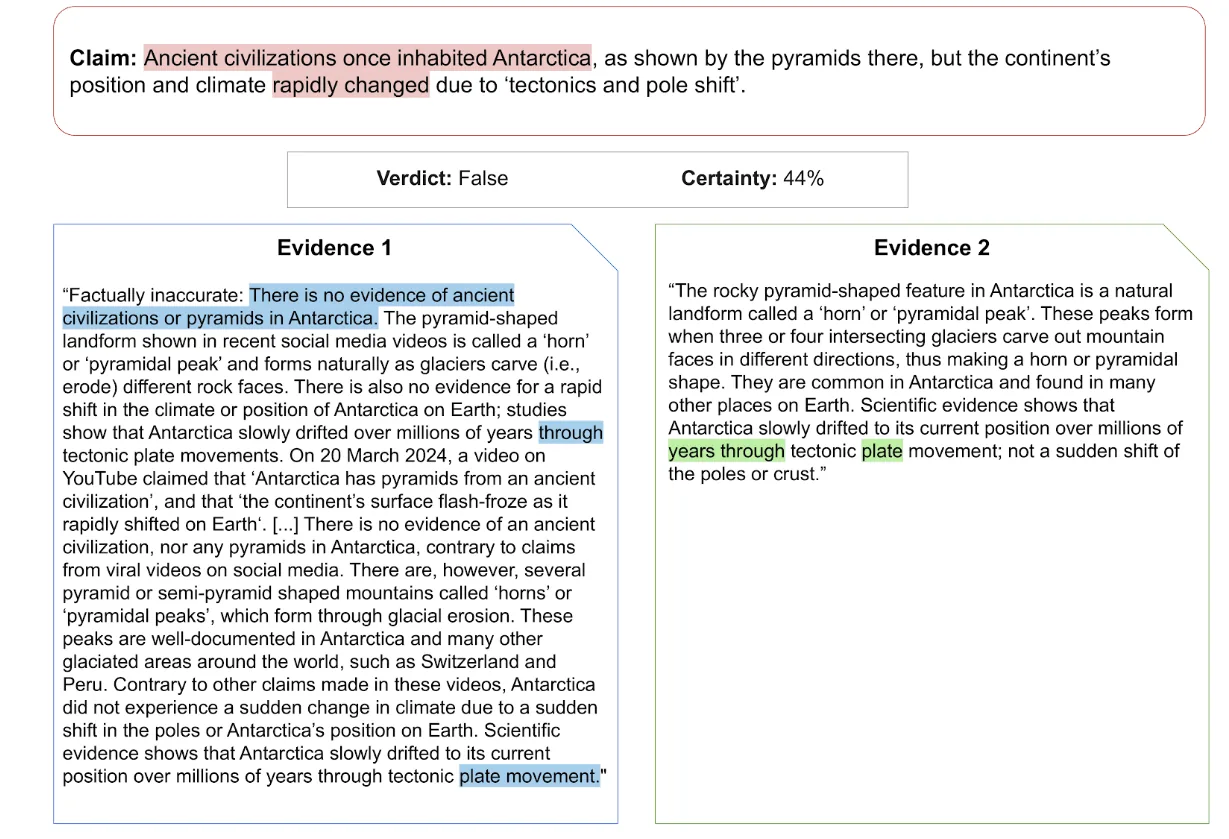 Claim: Ancient civilizations once inhabited Antarctica, as shown by the pyramids there, but the continent’s
position and climate rapidly changed due to ‘tectonics and pole shift’.
Verdict: False
Certainty: 44%
Evidence 1
“Factually inaccurate: There is no evidence of ancient
civilizations or pyramids in Antarctica. The pyramid-shaped
landform shown in recent social media videos is called a ‘horn’
or ‘pyramidal peak’ and forms naturally as glaciers carve (i.e.,
erode) different rock faces. There is also no evidence for a rapid
shift in the climate or position of Antarctica on Earth; studies
show that Antarctica slowly drifted over millions of years through
tectonic plate movements. On 20 March 2024, a video on
YouTube claimed that ‘Antarctica has pyramids from an ancient
civilization’, and that ‘the continent’s surface flash-froze as it
rapidly shifted on Earth‘. [...] There is no evidence of an ancient
civilization, nor any pyramids in Antarctica, contrary to claims
from viral videos on social media. There are, however, several
pyramid or semi-pyramid shaped mountains called ‘horns’ or
‘pyramidal peaks’, which form through glacial erosion. These
peaks are well-documented in Antarctica and many other
glaciated areas around the world, such as Switzerland and
Peru. Contrary to other claims made in these videos, Antarctica
did not experience a sudden change in climate due to a sudden
shift in the poles or Antarctica’s position on Earth. Scientific
evidence shows that Antarctica slowly drifted to its current
position over millions of years through tectonic plate movement."
Evidence 2
“The rocky pyramid-shaped feature in Antarctica is a natural
landform called a ‘horn’ or ‘pyramidal peak’. These peaks form
when three or four intersecting glaciers carve out mountain
faces in different directions, thus making a horn or pyramidal
shape. They are common in Antarctica and found in many
other places on Earth. Scientific evidence shows that
Antarctica slowly drifted to its current position over millions of
years through tectonic plate movement; not a sudden shift of
the poles or crust.”